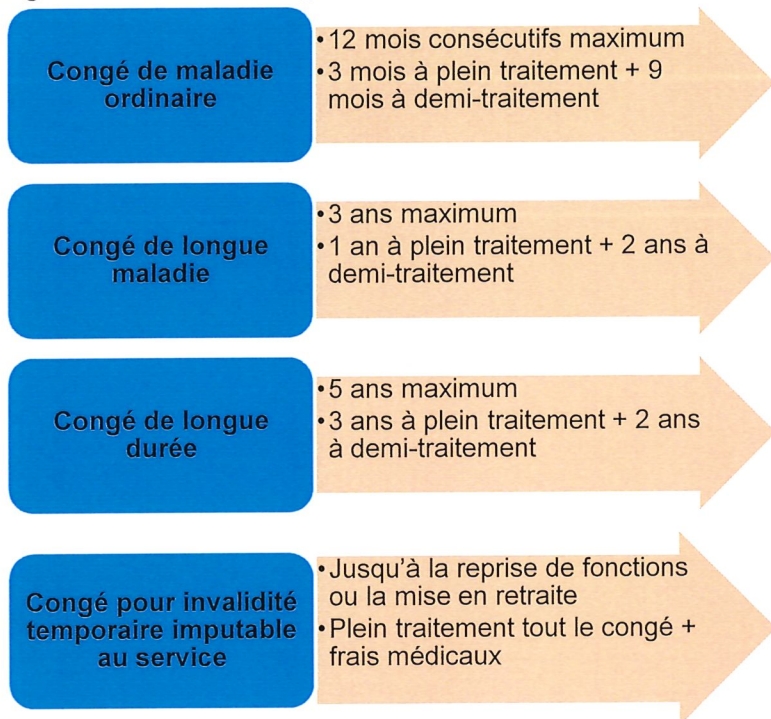 Congé de maladie
ordinaire
•12 mois consécutifs maximum
•3 mois à plein traitement + 9
mois à demi-traitement
Congé de longue
maladie
•3 ans maximum
•1 an à plein traitement + 2 ans à
demi-traitement
Congé de longue
durée
•5 ans maximum
•3 ans à plein traitement + 2 ans
à demi-traitement
Congé pour invalidité
temporaire imputable
au service
•Jusqu'à la reprise de fonctions
ou la mise en retraite
•Plein traitement tout le congé +
frais médicaux